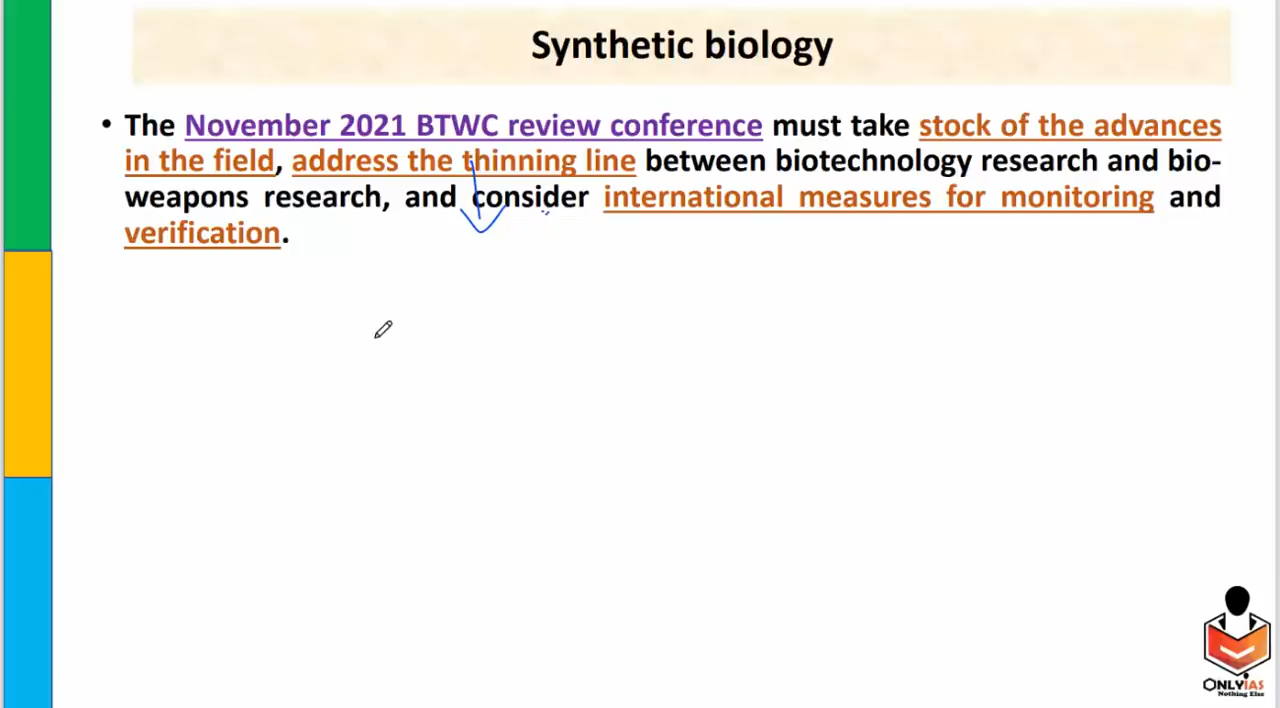 Synthetic biology
• The November 2021 BTWC review conference must take stock of the advances
in the field, address the thinning line between biotechnology research and bio-
weapons research, and consider international measures for monitoring and
verification.
ONLYIAS
Nothing Else